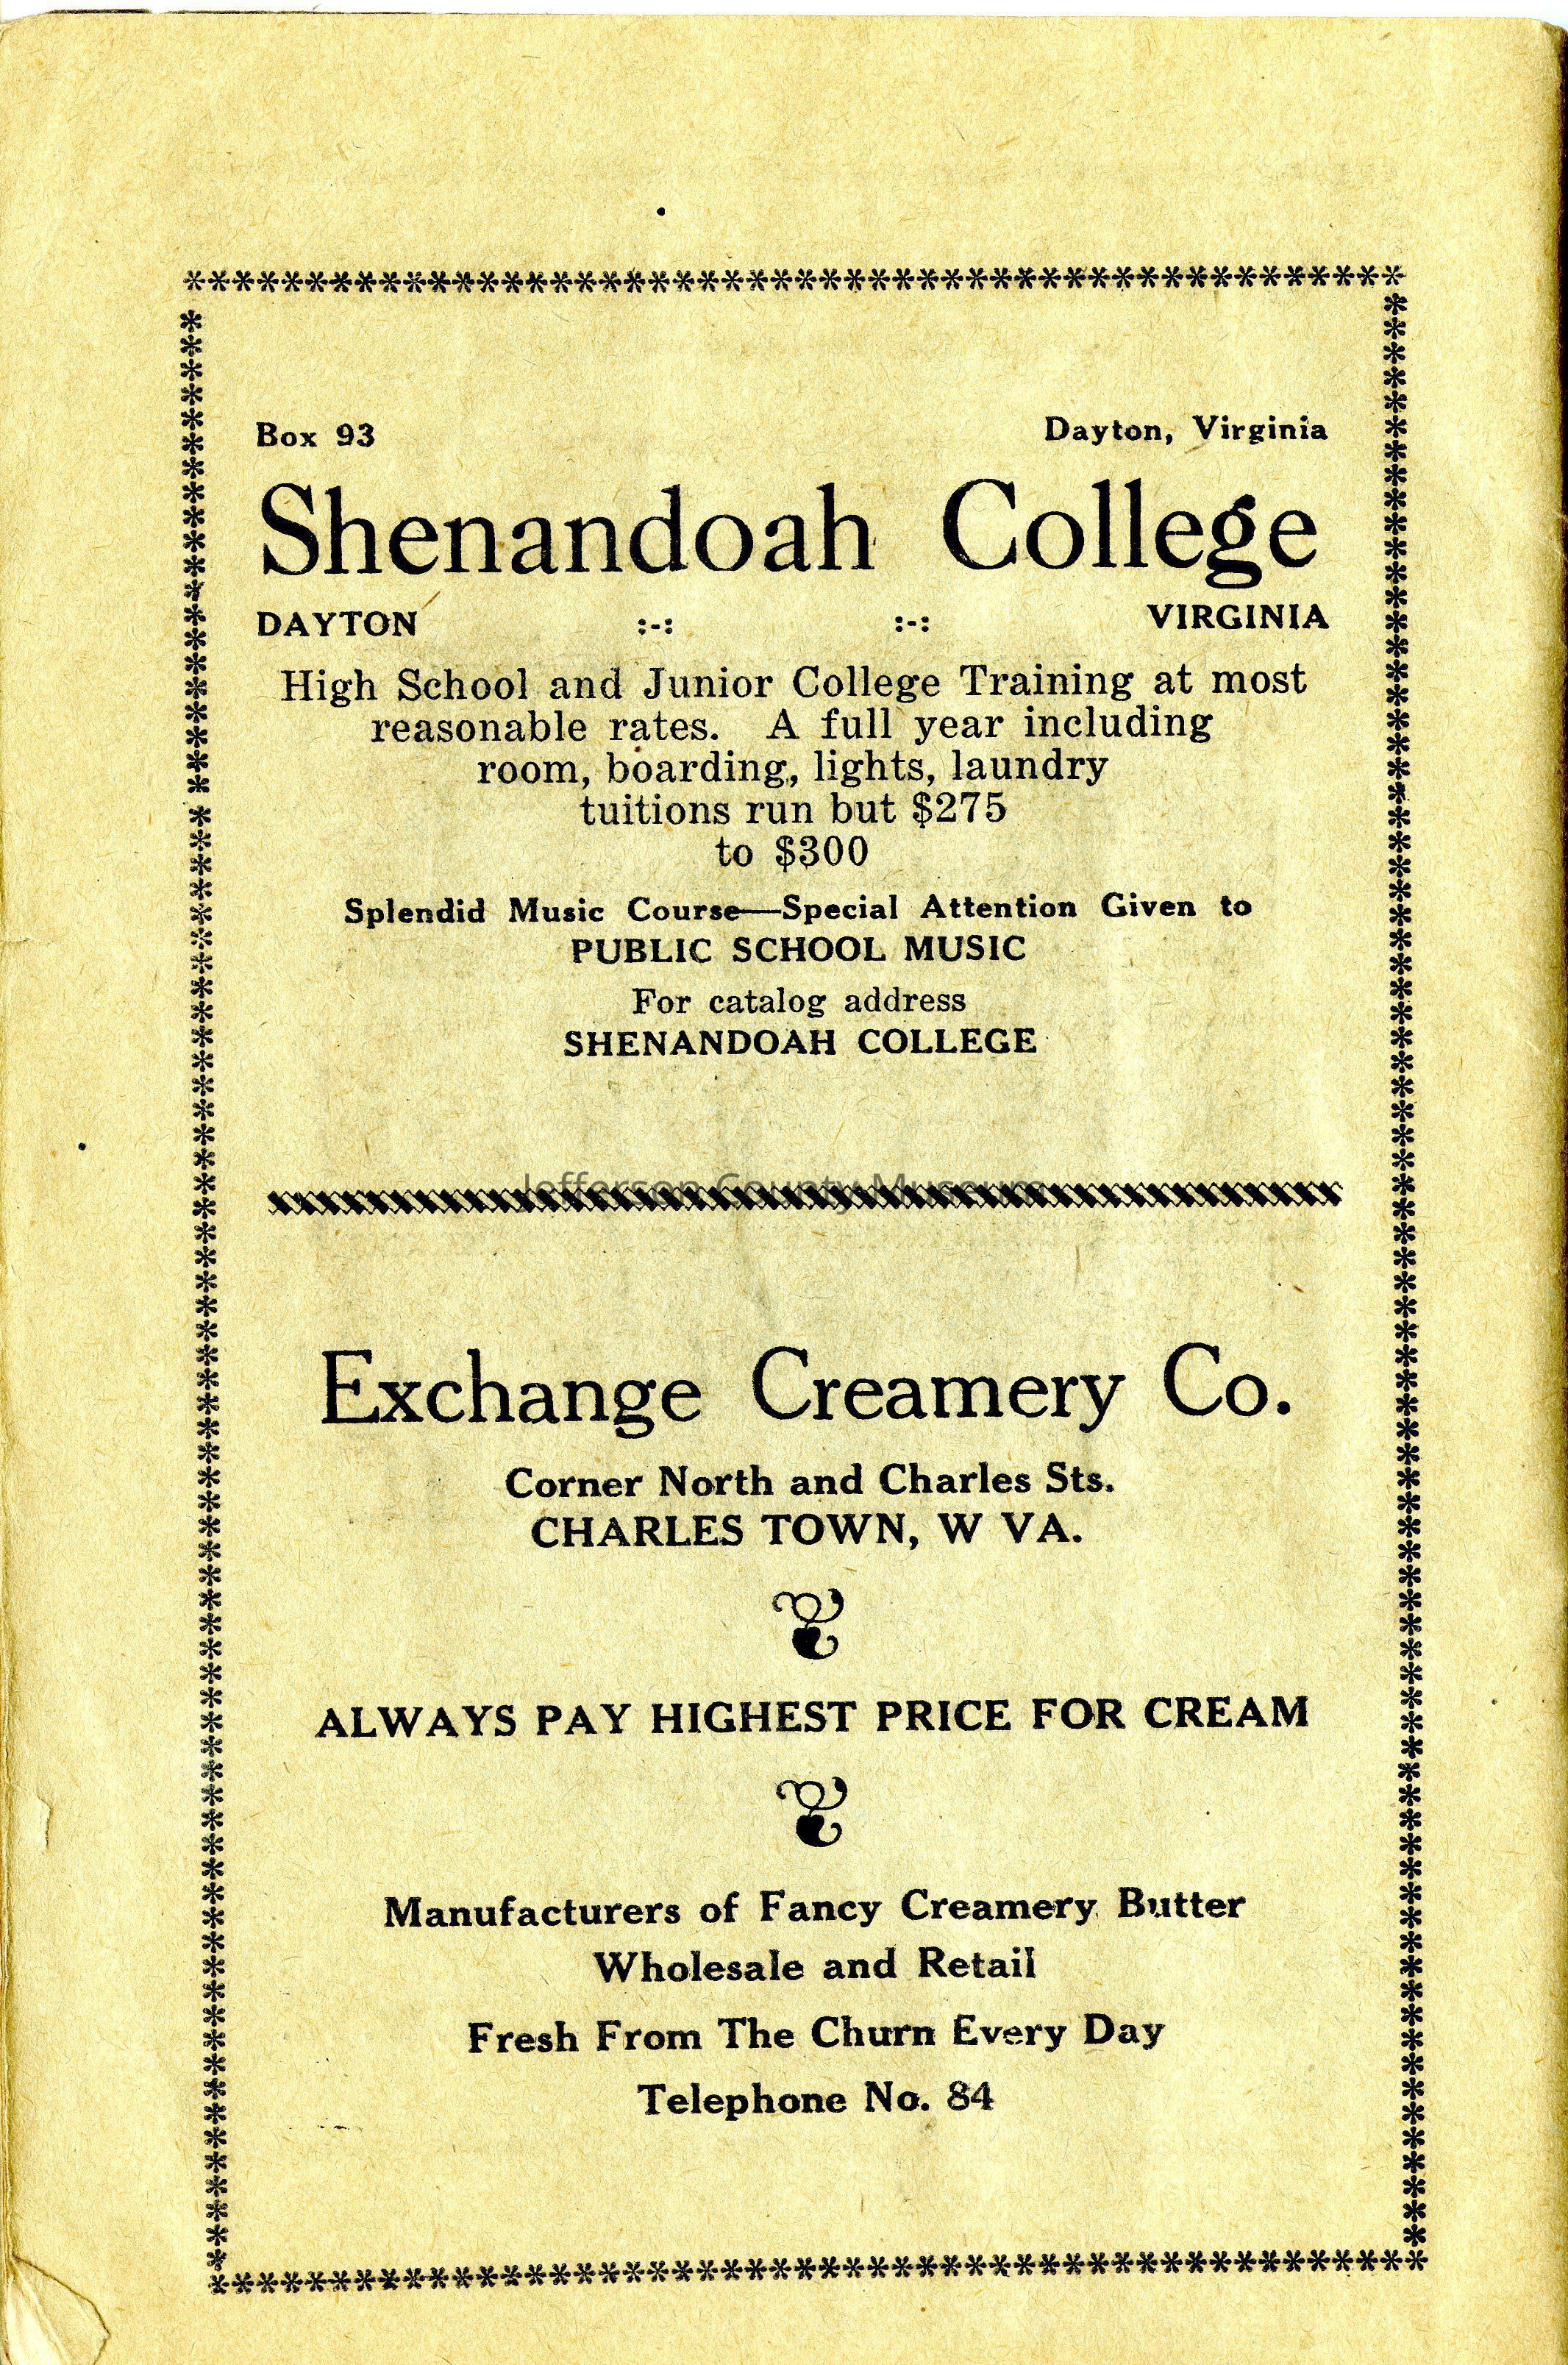 Box 93 Dayton, Virginia
Shenandoah College
DAYTON :-: :-: VIRGINIA
High School and Junior College Training at most
reasonable rates. A full year including
room, boarding, lights, laundry
tuitions run but $275
to $300
Splendid Music Course—Special Attention Given to
PUBLIC SCHOOL MUSIC
For catalog address
SHENANDOAH COLLEGE
Jefferson County Museum
Exchange Creamery Co.
Corner North and Charles Sts.
CHARLES TOWN, W VA.
ALWAYS PAY HIGHEST PRICE FOR CREAM
Manufacturers of Fancy Creamery Butter
Wholesale and Retail
Fresh From The Churn Every Day
Telephone No. 84